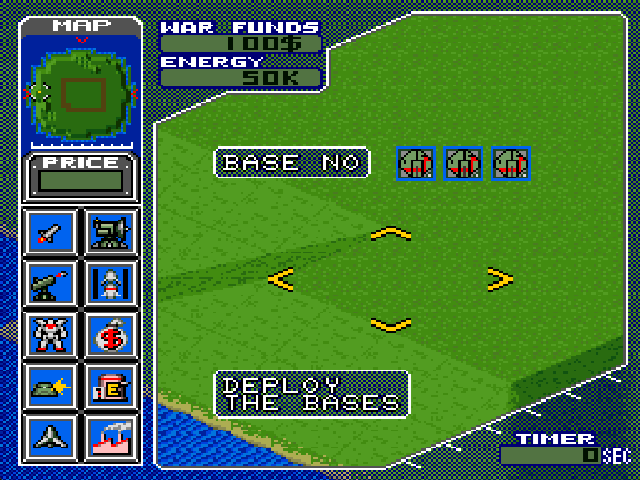 MAP
WAR FUNDS
100$
ENERGY
50K
PRICE
BASE NO
E
DEPLOY
THE BASES
TIMER
0SEC